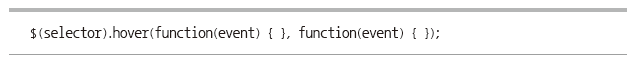 $(selector).hover(function(event) { }, function(event) { });